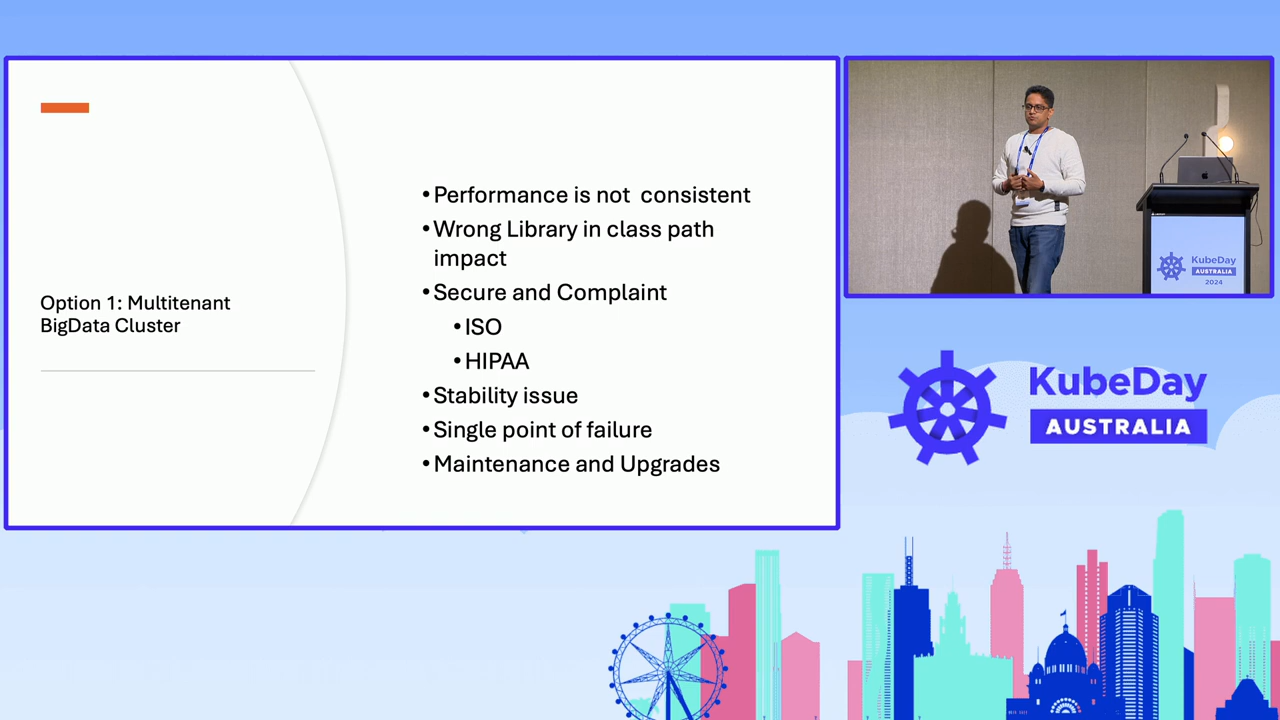 Option 1: Multitenant
BigData Cluster
•Performance is not  consistent
•Wrong Library in class path
impact
•Secure and Complaint
•ISO
•HIPAA
•Stability issue
•Single point of failure
•Maintenance and Upgrades
KubeDay
AUSTRALIA
2024
KubeDay
AUSTRALIA